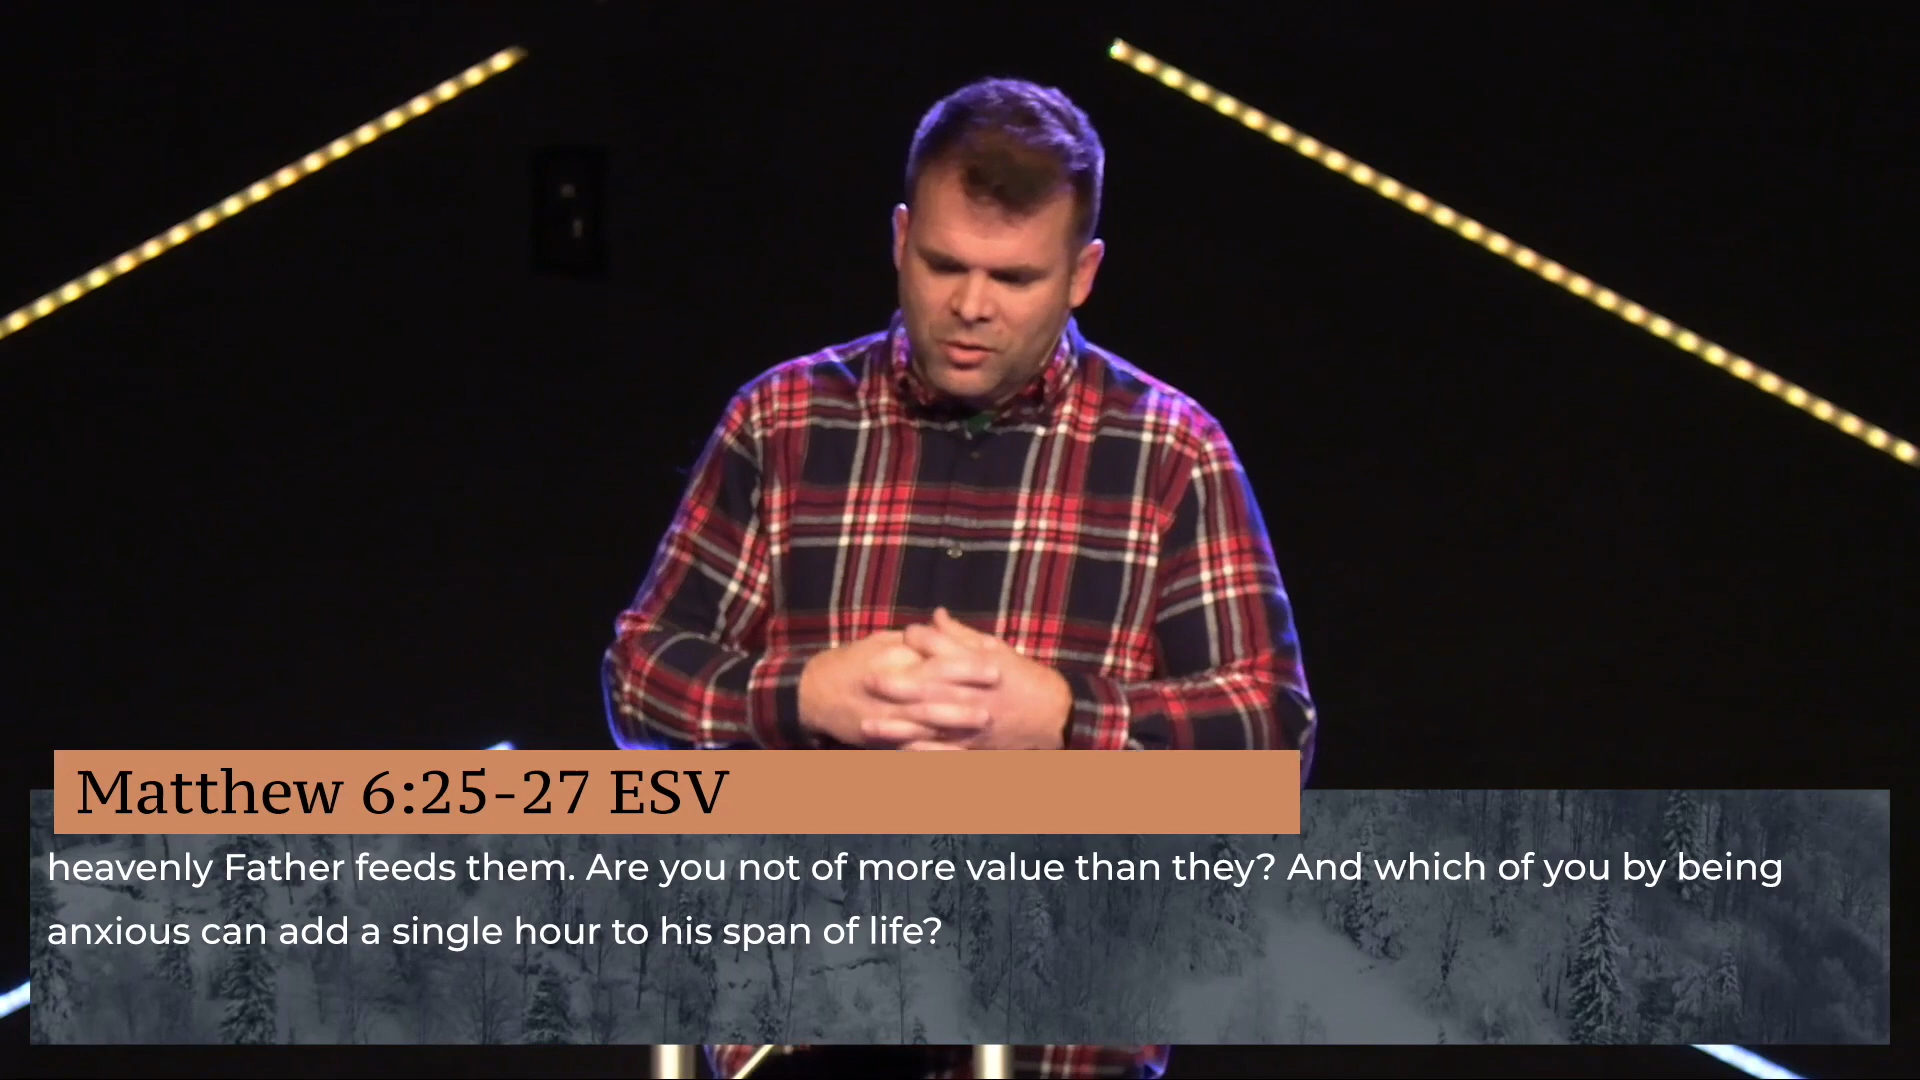 Matthew 6:25-27 ESV
heavenly Father feeds them. Are you not of more value than they? And which of you by being
anxious can add a single hour to his span of life?